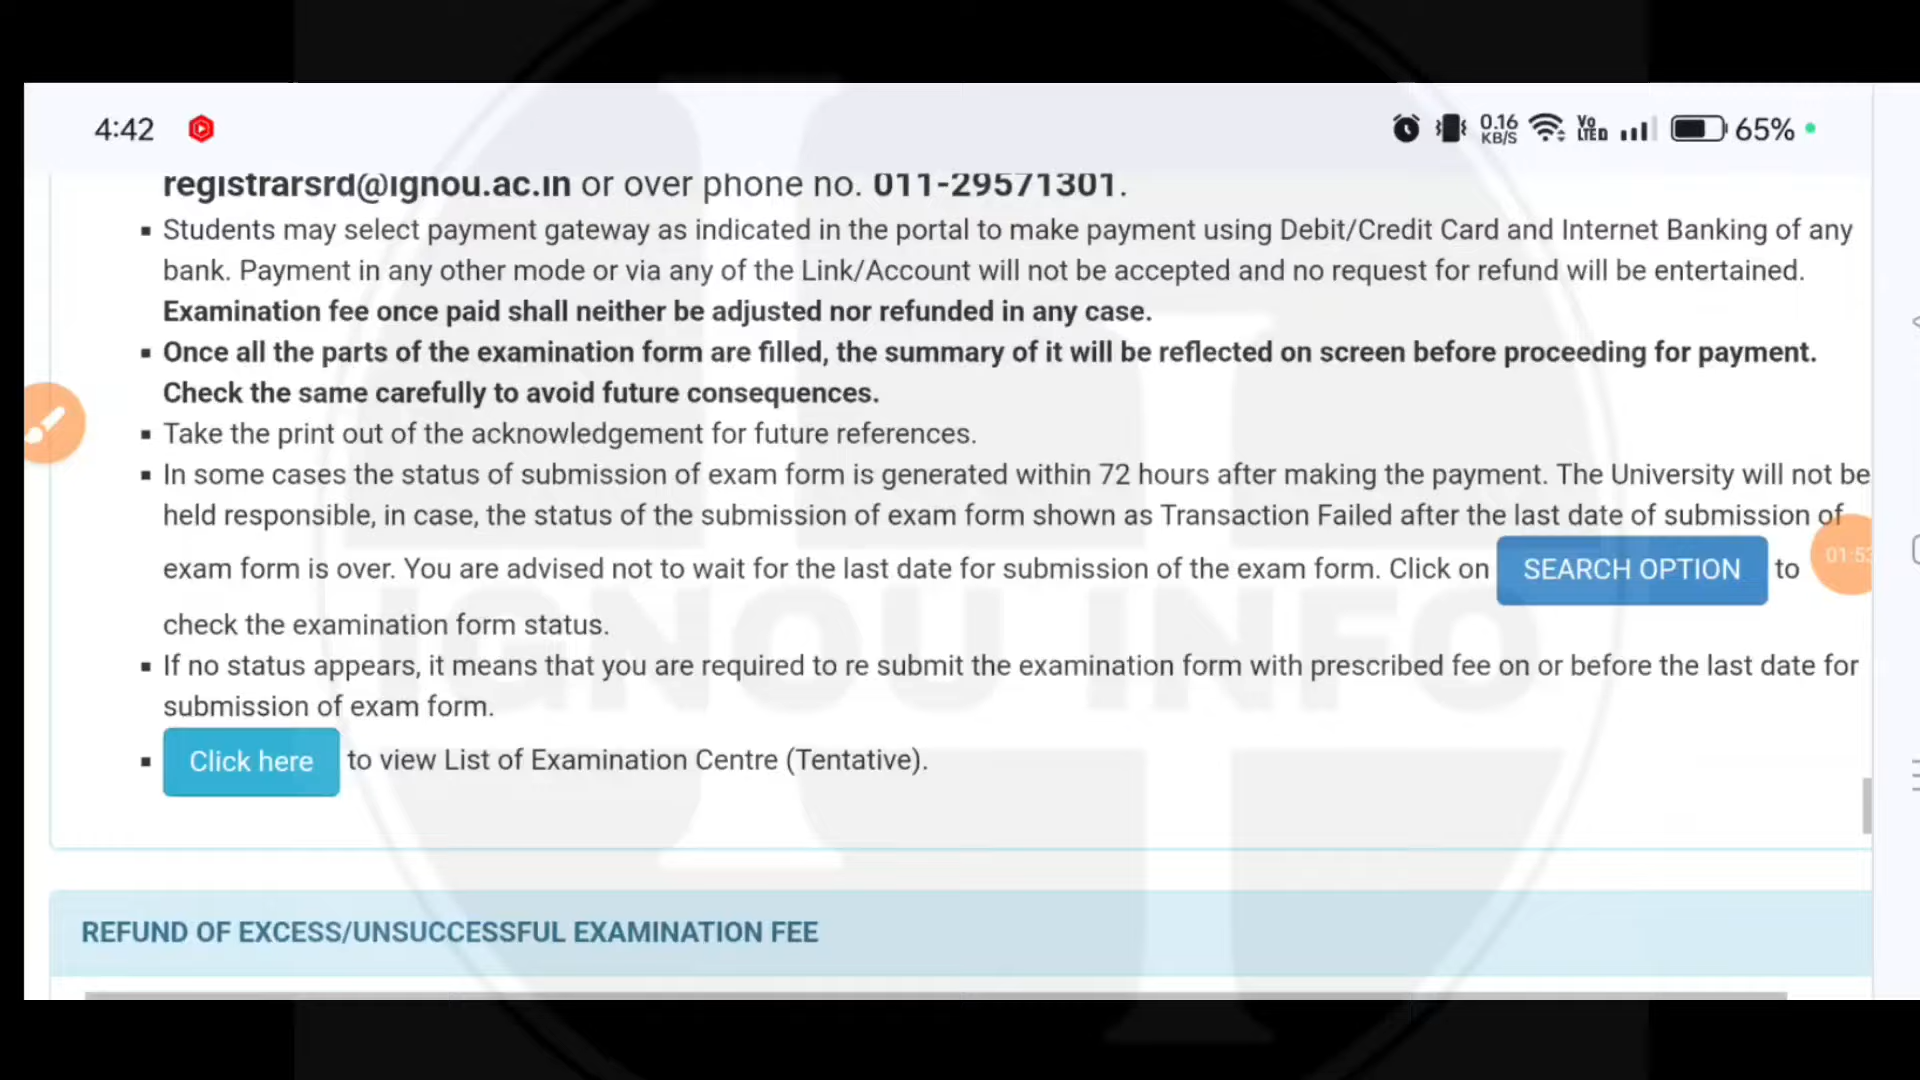 4:42
0.16 KB/S Vo LTED 65%
registrarsrd@ignou.ac.in or over phone no. 011-29571301.
▪ Students may select payment gateway as indicated in the portal to make payment using Debit/Credit Card and Internet Banking of any
bank. Payment in any other mode or via any of the Link/Account will not be accepted and no request for refund will be entertained.
Examination fee once paid shall neither be adjusted nor refunded in any case.
▪ Once all the parts of the examination form are filled, the summary of it will be reflected on screen before proceeding for payment.
Check the same carefully to avoid future consequences.
▪ Take the print out of the acknowledgement for future references.
▪ In some cases the status of submission of exam form is generated within 72 hours after making the payment. The University will not be
held responsible, in case, the status of the submission of exam form shown as Transaction Failed after the last date of submission of
exam form is over. You are advised not to wait for the last date for submission of the exam form. Click on SEARCH OPTION to
01:53
check the examination form status.
▪ If no status appears, it means that you are required to re submit the examination form with prescribed fee on or before the last date for
submission of exam form.
▪ Click here to view List of Examination Centre (Tentative).
IGNOU INFO
REFUND OF EXCESS/UNSUCCESSFUL EXAMINATION FEE